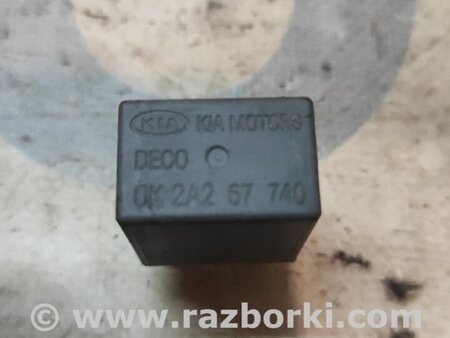 KIA KIA MOTORS
DECO
0K 2A2 67 740
© www.razborki.com